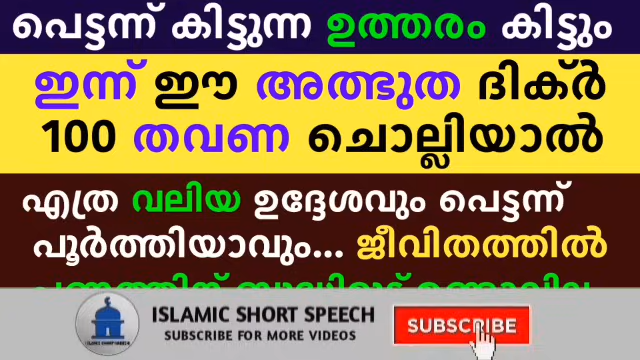 പെട്ടന്ന് കിട്ടുന്ന ഉത്തരം കിട്ടും
ഇന്ന് ഈ അത്ഭുത ദിക്ർ
100 തവണ ചൊല്ലിയാൽ
എത്ര വലിയ ഉദ്ദേശവും പെട്ടന്ന്
പൂർത്തിയാവും... ജീവിതത്തിൽ
ISLAMIC SHORT SPEECH
SUBSCRIBE FOR MORE VIDEOS
SUBSCRIBE